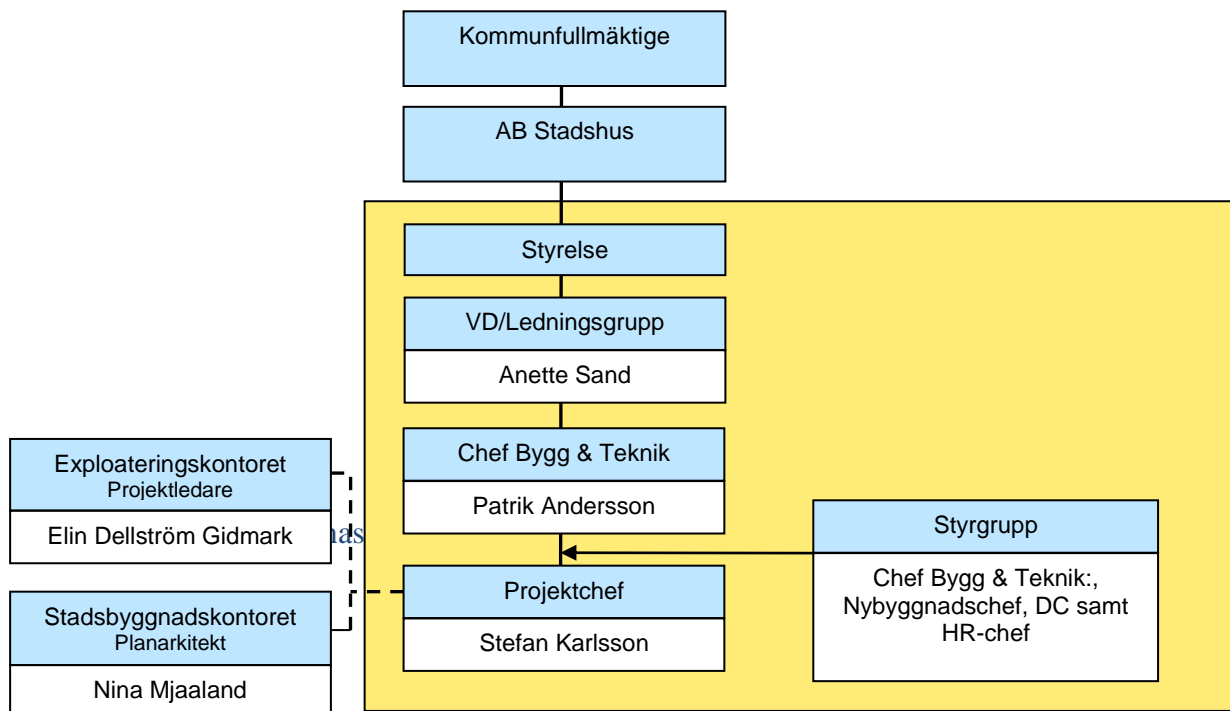 Kommunfullmäktige
AB Stadshus
Styrelse
VD/Ledningsgrupp
Anette Sand
Chef Bygg & Teknik
Patrik Andersson
Exploateringskontoret
Projektledare
Elin Dellström Gidmark
Stadsbyggnadskontoret
Planarkitekt
Nina Mjaaland
Projektchef
Stefan Karlsson
Styrgrupp
Chef Bygg & Teknik:,
Nybyggnadschef, DC samt
HR-chef